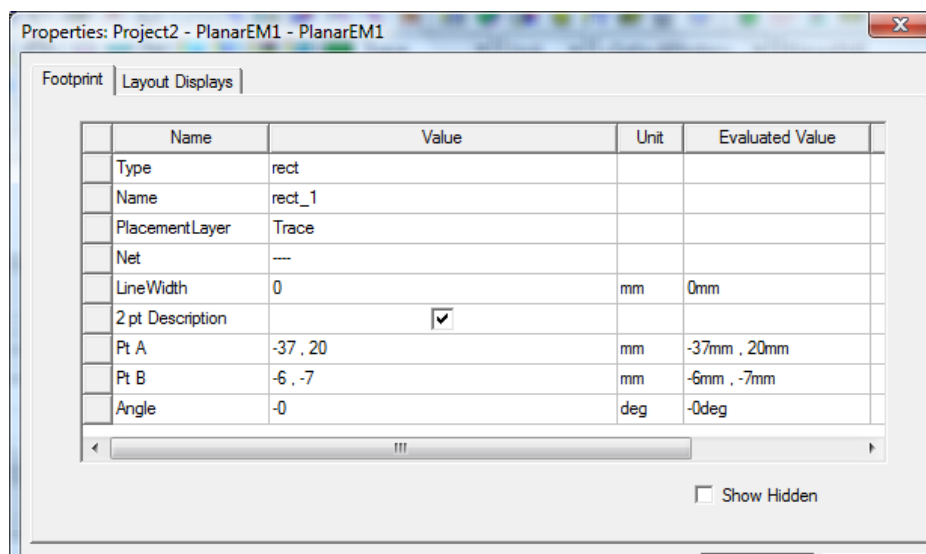 Properties: Project2 - PlanarEM1 - PlanarEM1
Footprint Layout Displays
Name Value Unit Evaluated Value
Type rect
Name rect_1
PlacementLayer Trace
Net ----
LineWidth 0 mm 0mm
2 pt Description
Pt A -37 , 20 mm -37mm , 20mm
Pt B -6 , -7 mm -6mm , -7mm
Angle -0 deg -0deg
Show Hidden